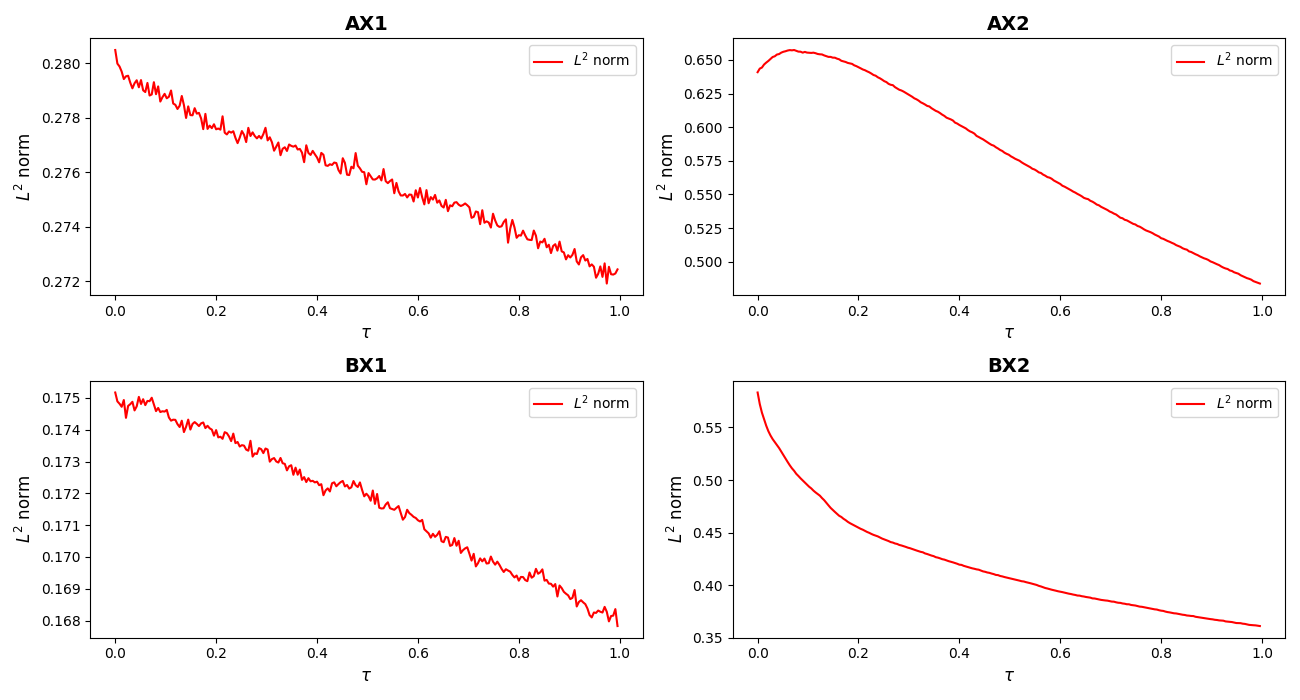 AX1
L² norm
0.280
0.278
0.276
0.274
0.272
L² norm
0.0 0.2 0.4 0.6 0.8 1.0
τ
AX2
L² norm
0.650
0.625
0.600
0.575
0.550
0.525
0.500
L² norm
0.0 0.2 0.4 0.6 0.8 1.0
τ
BX1
L² norm
0.175
0.174
0.173
0.172
0.171
0.170
0.169
0.168
L² norm
0.0 0.2 0.4 0.6 0.8 1.0
τ
BX2
L² norm
0.55
0.50
0.45
0.40
0.35
L² norm
0.0 0.2 0.4 0.6 0.8 1.0
τ